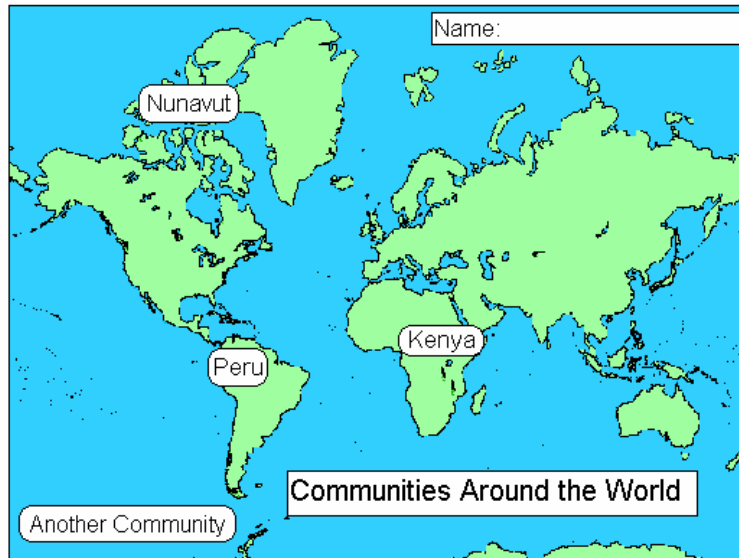 Name:
Nunavut
Kenya
Peru
Communities Around the World
Another Community